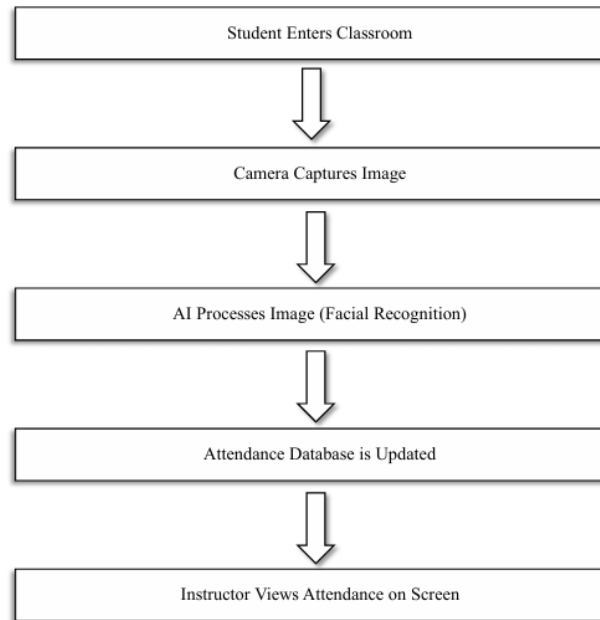 Student Enters Classroom
Camera Captures Image
AI Processes Image (Facial Recognition)
Attendance Database is Updated
Instructor Views Attendance on Screen